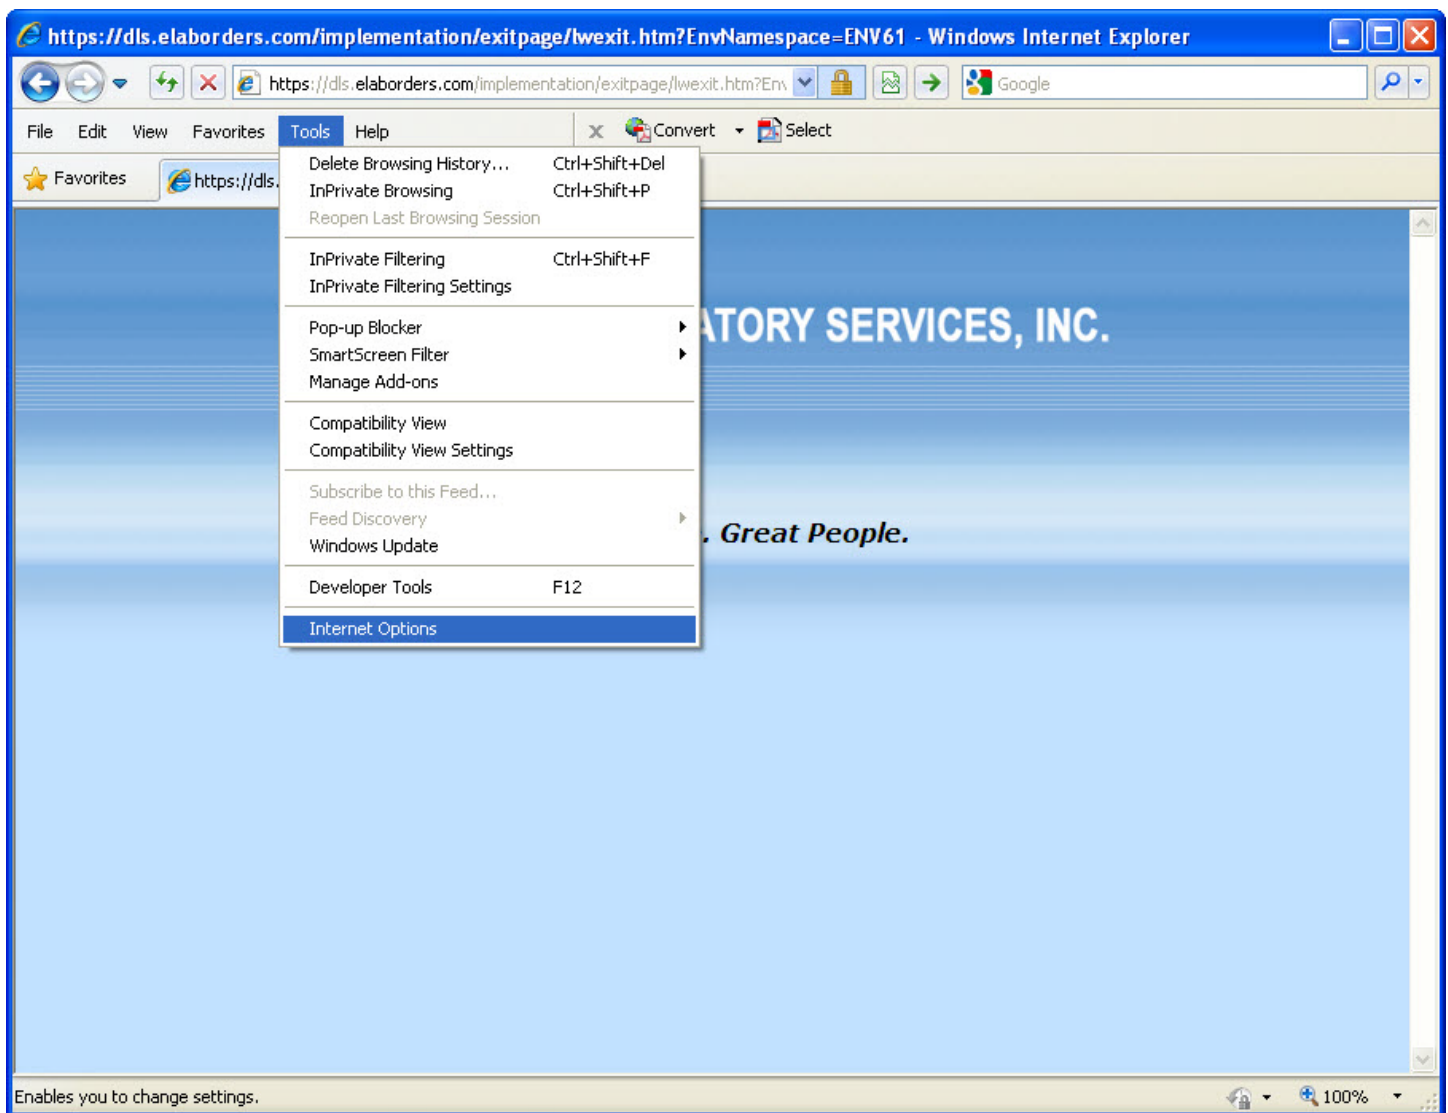 https://dls.elaborders.com/implementation/exitpage/lwexit.htm?EnvNamespace=ENV61 - Windows Internet Explorer
https://dls.elaborders.com/implementation/exitpage/lwexit.htm?Env
Google
File Edit View Favorites Tools Help x Convert Select
Favorites https://dls.
Delete Browsing History... Ctrl+Shift+Del
InPrivate Browsing Ctrl+Shift+P
Reopen Last Browsing Session
InPrivate Filtering Ctrl+Shift+F
InPrivate Filtering Settings
Pop-up Blocker
SmartScreen Filter
Manage Add-ons
Compatibility View
Compatibility View Settings
Subscribe to this Feed...
Feed Discovery
Windows Update
Developer Tools F12
Internet Options
ATORY SERVICES, INC.
. Great People.
Enables you to change settings. 100%